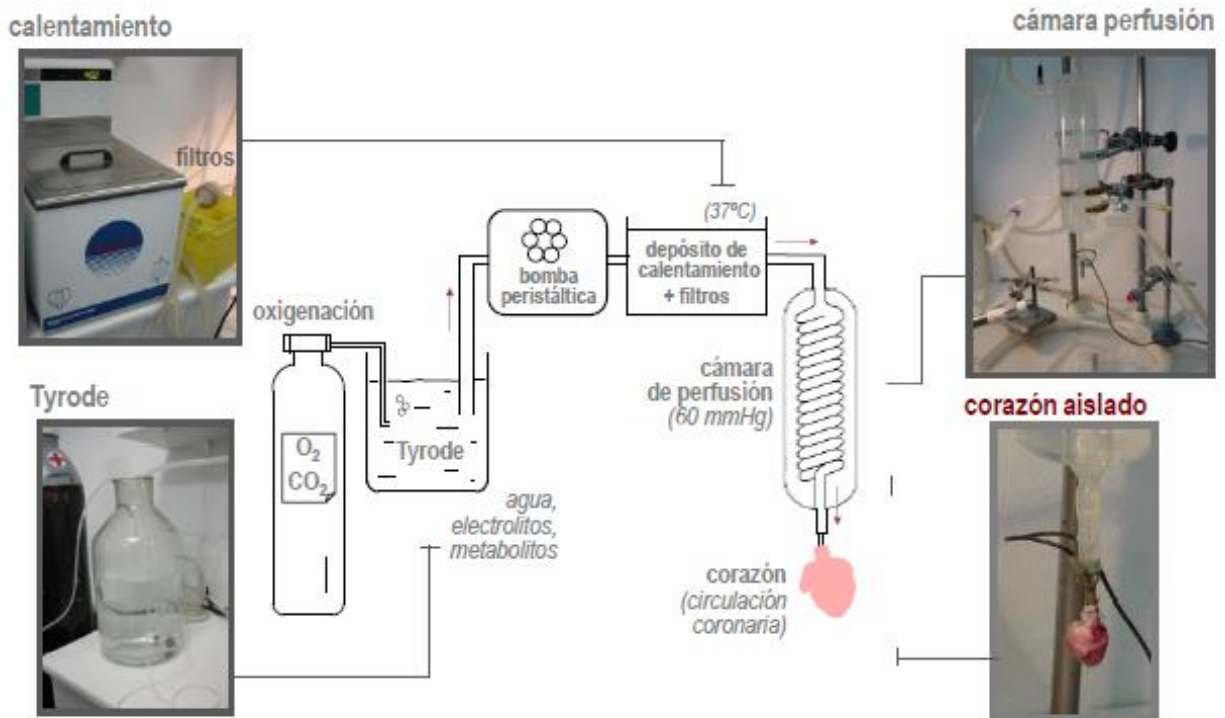 calentamiento
cámara perfusión
filtros
(37ºC)
depósito de
calentamiento
+ filtros
bomba
peristáltica
oxigenación
cámara
de perfusión
(60 mmHg)
Tyrode
corazón aislado
O₂
CO₂
Tyrode
agua,
electrolitos,
metabolitos
corazón
(circulación
coronaria)